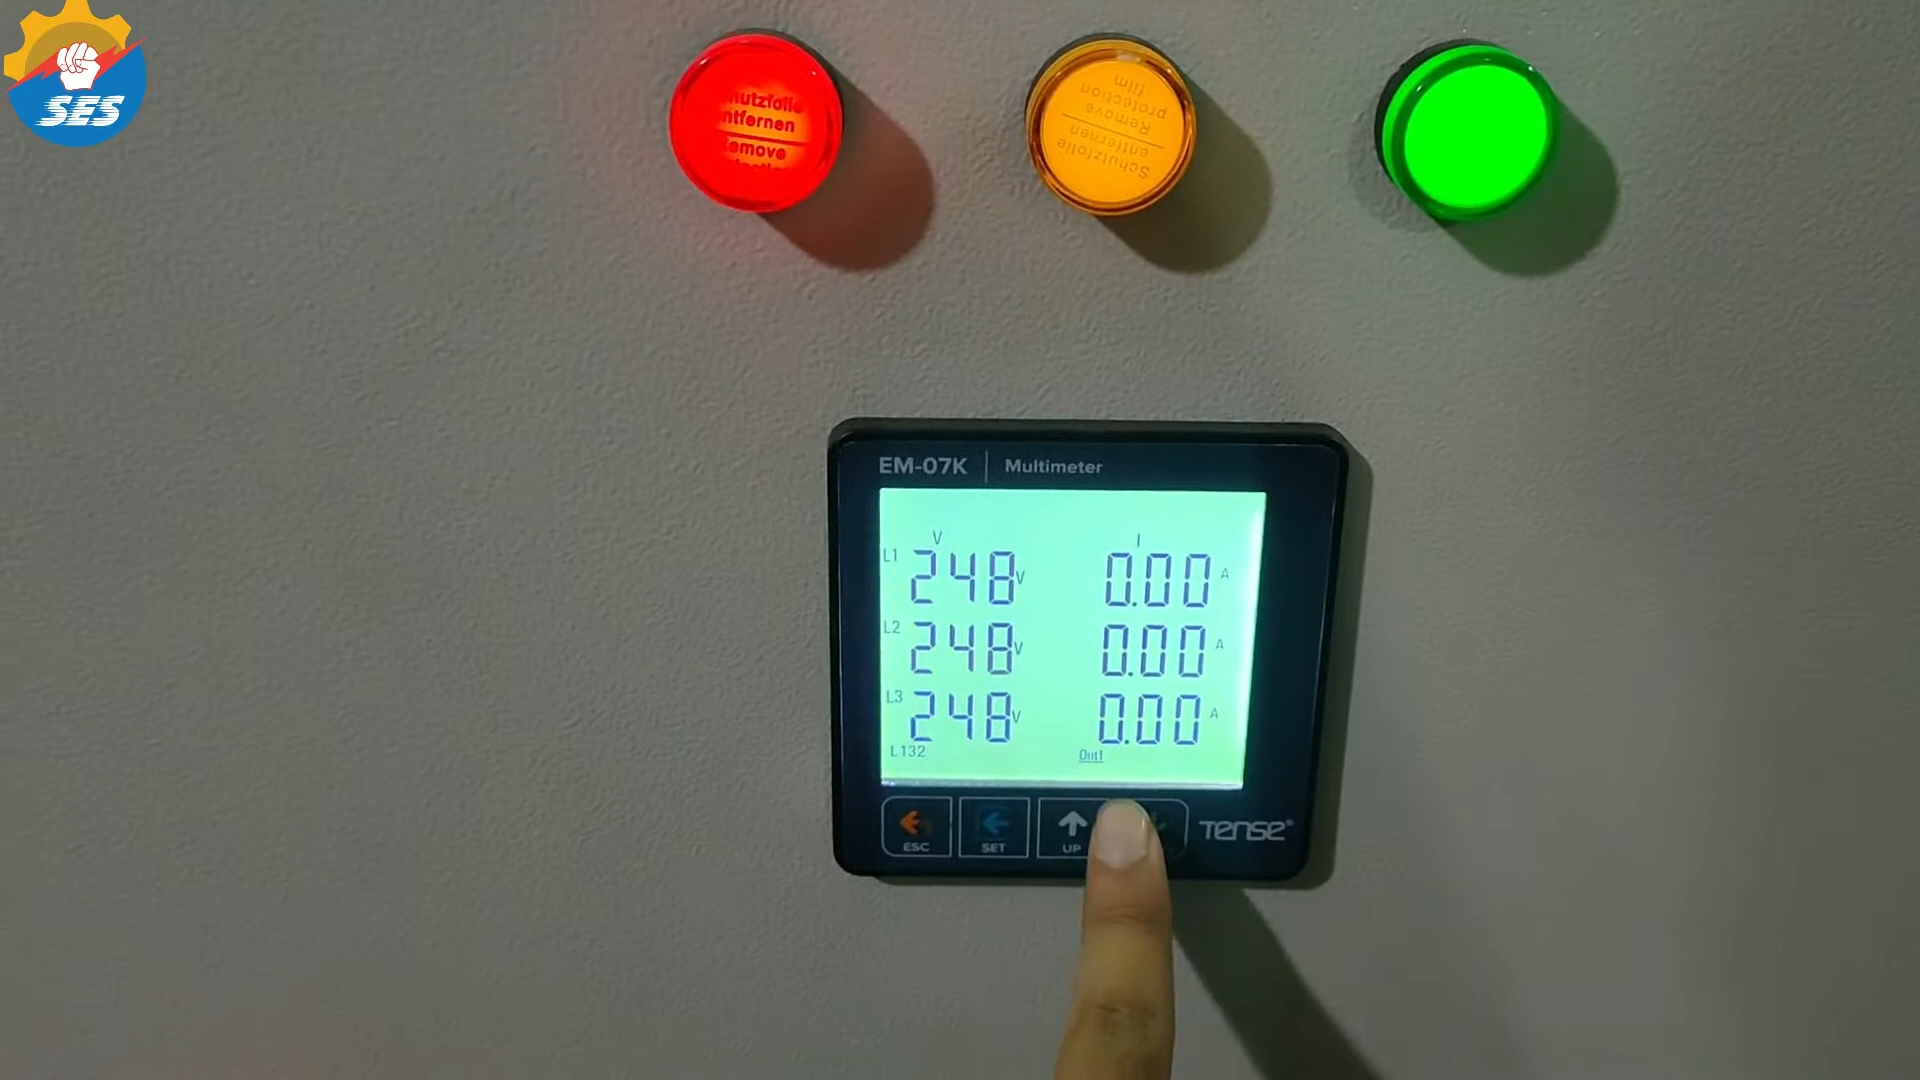 SES
hutzfolie
ntfernen
emove
Schutzfolie
entfernen
Remove
protection
film
EM-07K Multimeter
V I
L1 248 V 0.00 A
L2 248 V 0.00 A
L3 248 V 0.00 A
L132 Out1
ESC SET UP TENSE®